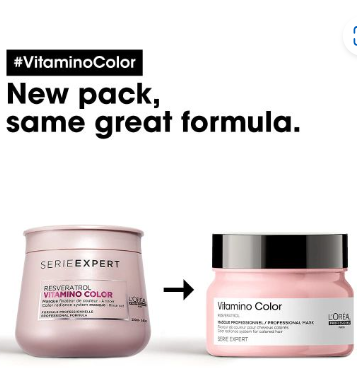 #VitaminoColor
New pack,
same great formula.
SERIE EXPERT
RESVERATROL
VITAMINO COLOR
PROFESSIONAL FORMULA
L'ORÉAL
Vitamino Color
RESVERATROL
MASQUE PROFESSIONNEL / PROFESSIONAL MASK
SERIE EXPERT
L'ORÉAL